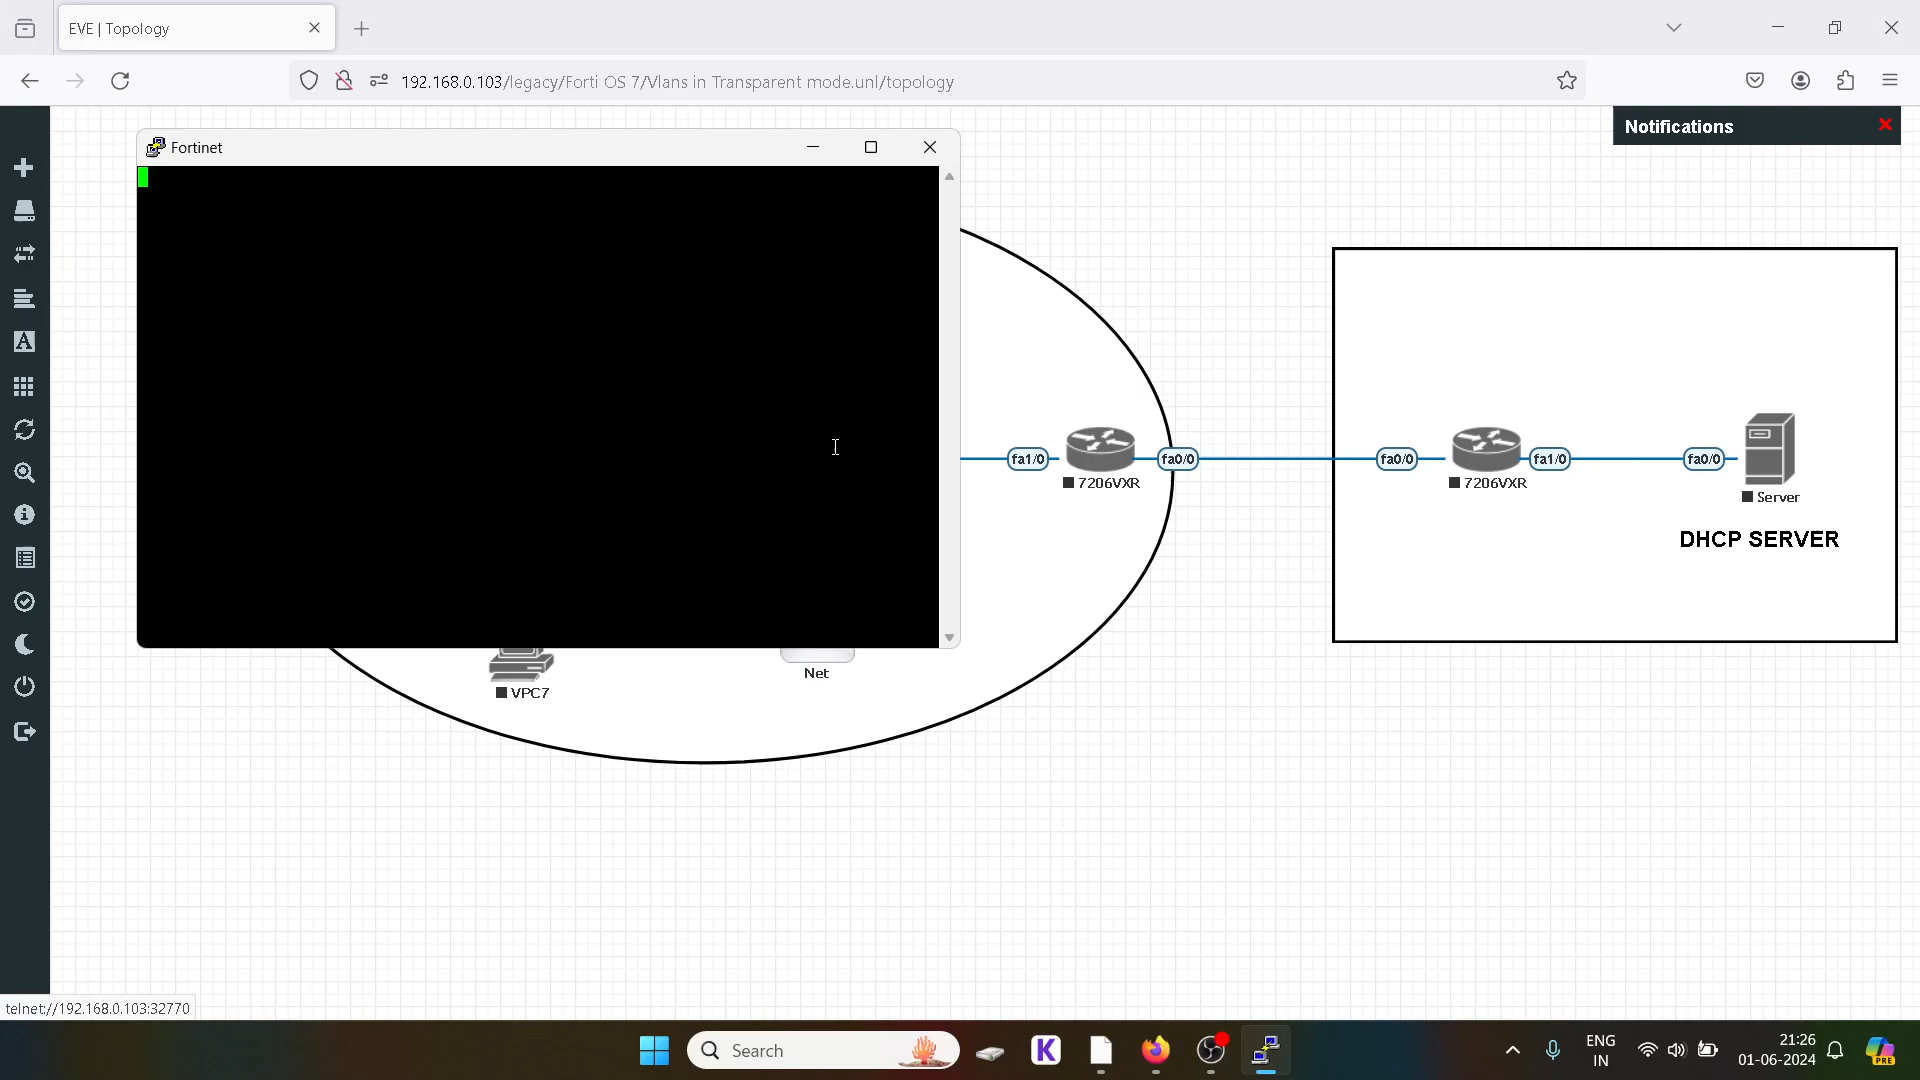 EVE | Topology
192.168.0.103/legacy/Forti OS 7/Vlans in Transparent mode.unl/topology
Notifications
Fortinet
fa1/0
7206VXR
fa0/0
fa0/0
7206VXR
fa1/0
fa0/0
Server
DHCP SERVER
VPC7
Net
telnet://192.168.0.103:32770
Search
ENG
IN
21:26
01-06-2024
PRE